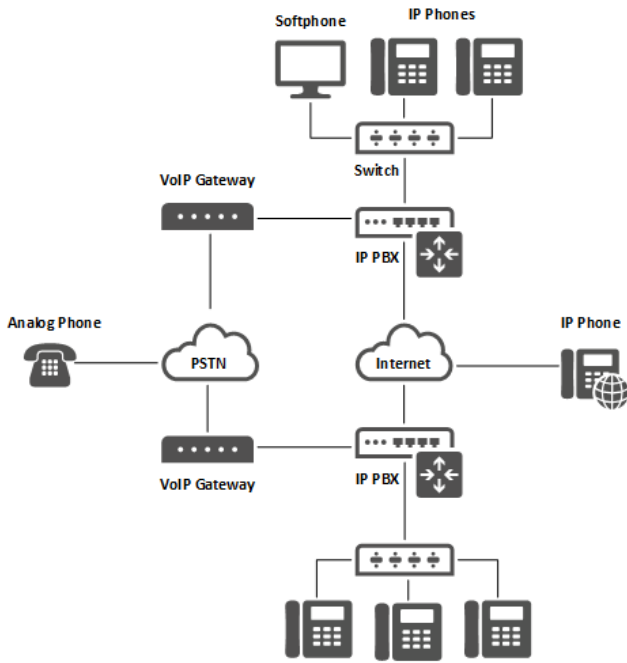 Softphone
IP Phones
Switch
VoIP Gateway
IP PBX
Analog Phone
PSTN
Internet
IP Phone
VoIP Gateway
IP PBX